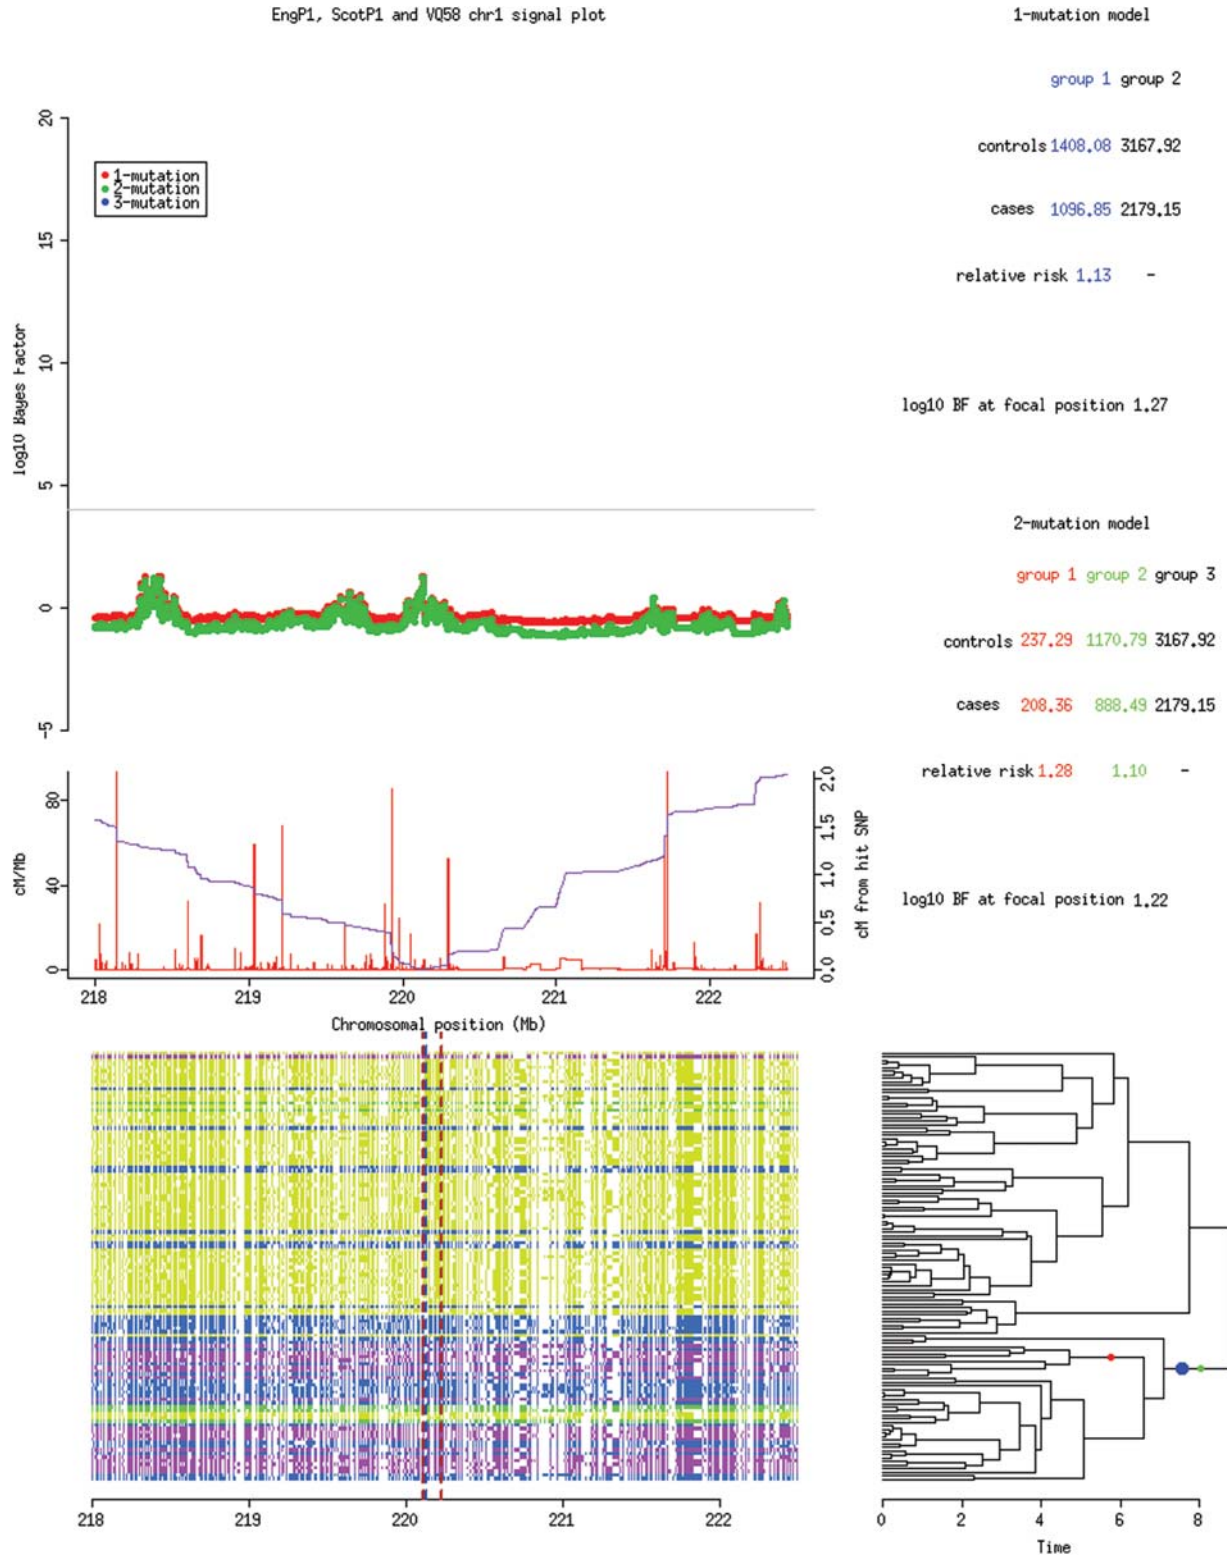 EngP1, ScotP1 and VQ58 chr1 signal plot
1-mutation model
group 1 group 2
controls 1408.08 3167.92
cases 1096.85 2179.15
relative risk 1.13 -
log10 BF at focal position 1.27
20
15
10
5
0
-5
log10 Bayes Factor
1-mutation
2-mutation
3-mutation
2-mutation model
group 1 group 2 group 3
controls 237.29 1170.79 3167.92
cases 208.36 888.49 2179.15
relative risk 1.28 1.10 -
log10 BF at focal position 1.22
80
40
0
cM/Mb
2.0
1.5
1.0
0.5
0.0
cM from hit SNP
218 219 220 221 222
Chromosomal position (Mb)
218 219 220 221 222
0 2 4 6 8
Time